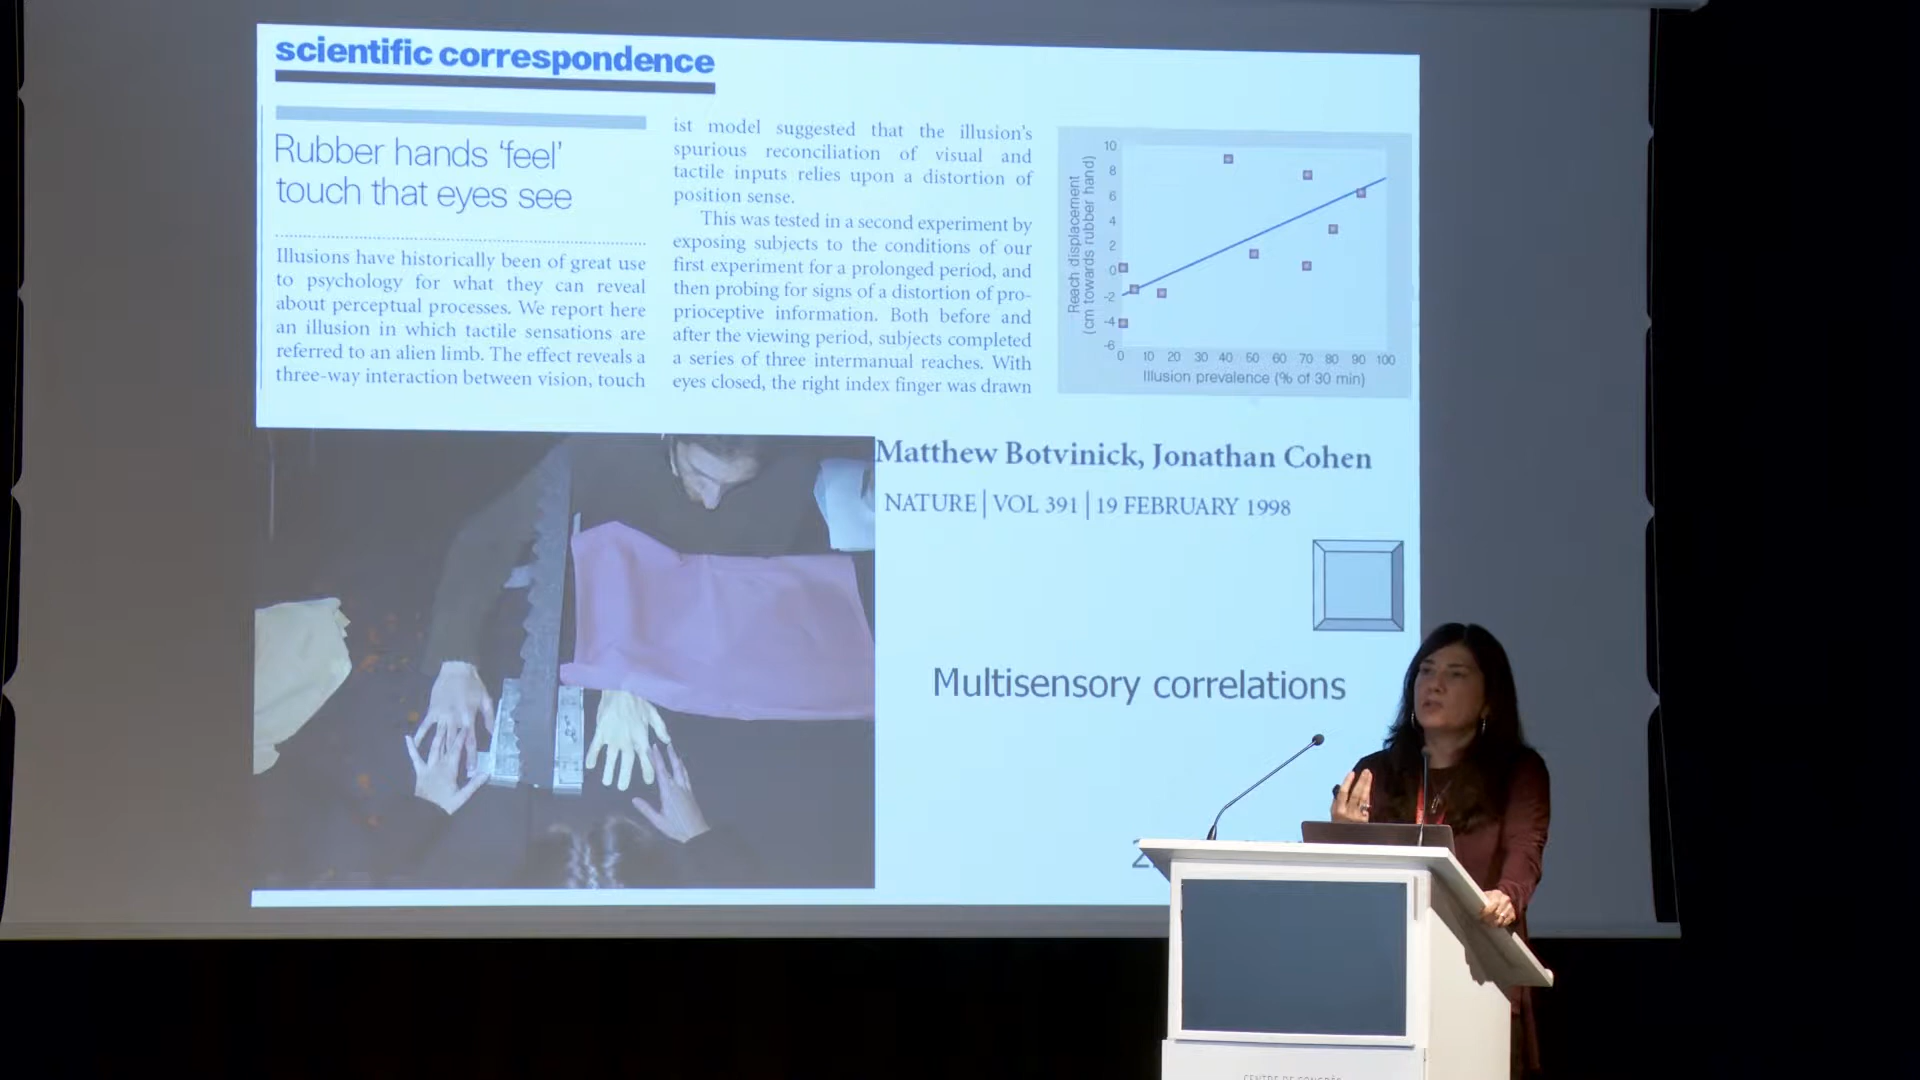 scientific correspondence
Rubber hands ‘feel’
touch that eyes see
Illusions have historically been of great use
to psychology for what they can reveal
about perceptual processes. We report here
an illusion in which tactile sensations are
referred to an alien limb. The effect reveals a
three-way interaction between vision, touch
ist model suggested that the illusion’s
spurious reconciliation of visual and
tactile inputs relies upon a distortion of
position sense.
This was tested in a second experiment by
exposing subjects to the conditions of our
first experiment for a prolonged period, and
then probing for signs of a distortion of pro-
prioceptive information. Both before and
after the viewing period, subjects completed
a series of three intermanual reaches. With
eyes closed, the right index finger was drawn
Reach displacement
(cm towards rubber hand)
10
8
6
4
2
0
-2
-4
-6
0 10 20 30 40 50 60 70 80 90 100
Illusion prevalence (% of 30 min)
Matthew Botvinick, Jonathan Cohen
NATURE | VOL 391 | 19 FEBRUARY 1998
Multisensory correlations
2
CENTRE DE CONGRÈS